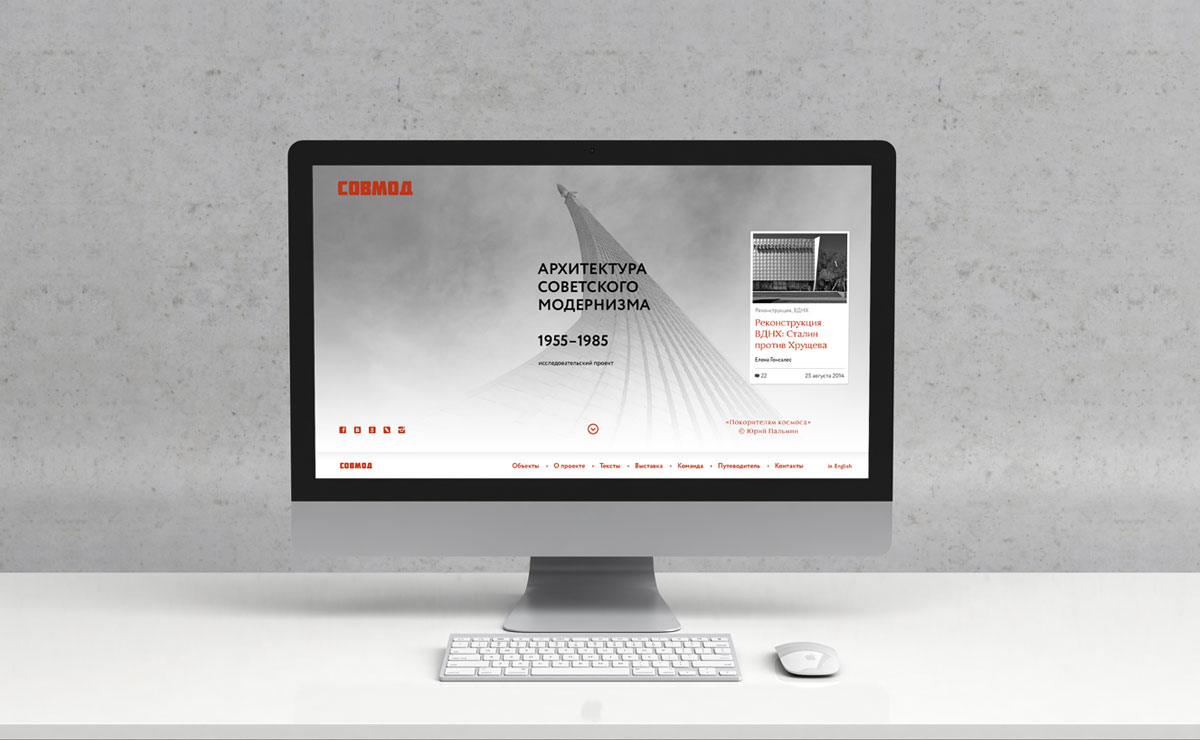 СОВМОД
АРХИТЕКТУРА
СОВЕТСКОГО
МОДЕРНИЗМА
1955–1985
исследовательский проект
Реконструкция, ВДНХ
Реконструкция
ВДНХ: Сталин
против Хрущева
Елена Гонсалес
22 23 августа 2014
«Покорителям космоса»
© Юрий Пальмин
СОВМОД Объекты • О проекте • Тексты • Выставка • Команда • Путеводитель • Контакты in English